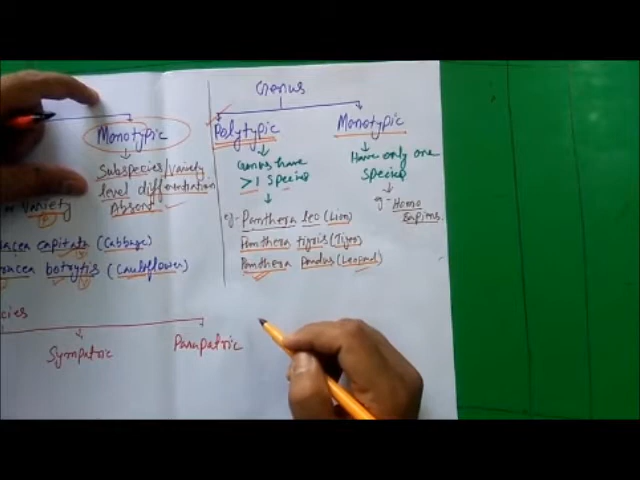 Genus
Monotypic
Polytypic
Monotypic
Subspecies/Variety
level differentiation
Absent
Genus have
>1 Species
Have only one
Species
Variety
eg- Panthera leo (Lion)
Panthera tigris (Tiger)
Panthera Pardus (Leopard)
eg- Homo
Sapiens
capitata (Cabbage)
botrytis (Cauliflower)
Sympatric
Parapatric